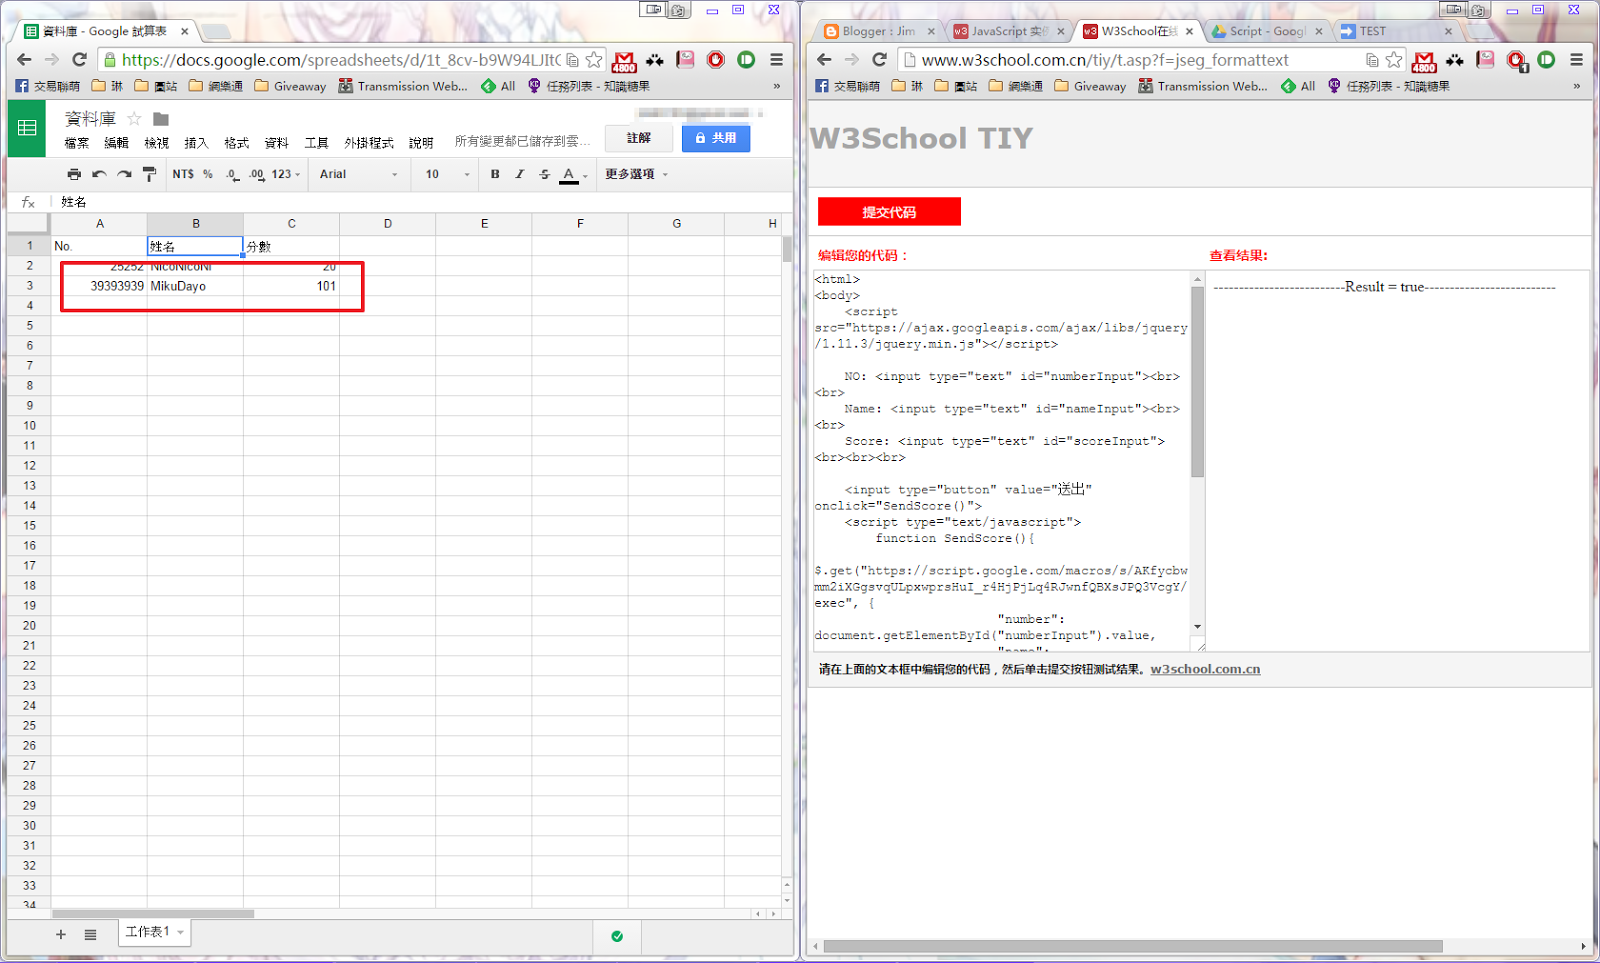 資料庫 - Google 試算表
https://docs.google.com/spreadsheets/d/1t_8cv-b9W94LJItC
4800
交易聯萌 琳 圖站 網樂通 Giveaway Transmission Web... All 任務列表 - 知識糖果 »
資料庫
檔案 編輯 檢視 插入 格式 資料 工具 外掛程式 說明 所有變更都已儲存到雲…
註解 共用
NT$ % .0 .00 123 Arial 10 B I S A 更多選項
fx 姓名
A B C D E F G H
1 No. 姓名 分數
2 25252 NicoNicoNi 20
3 39393939 MikuDayo 101
4
5
6
7
8
9
10
11
12
13
14
15
16
17
18
19
20
21
22
23
24
25
26
27
28
29
30
31
32
33
34
+ 工作表1
Blogger : Jim JavaScript 实 W3School在线 Script - Googl TEST
www.w3school.com.cn/tiy/t.asp?f=jseg_formattext
4800 1
交易聯萌 琳 圖站 網樂通 Giveaway Transmission Web... All 任務列表 - 知識糖果 »
W3School TIY
提交代码
编辑您的代码：
查看结果:
<html>
<body>
<script
src="https://ajax.googleapis.com/ajax/libs/jquery
/1.11.3/jquery.min.js"></script>
NO: <input type="text" id="numberInput"><br>
<br>
Name: <input type="text" id="nameInput"><br>
<br>
Score: <input type="text" id="scoreInput">
<br><br><br>
<input type="button" value="送出"
onclick="SendScore()">
<script type="text/javascript">
function SendScore(){
$.get("https://script.google.com/macros/s/AKfycbw
mm2iXGgsvqULpxwprsHuI_r4HjPjLq4RJwnfQBXsJPQ3VcgY/
exec", {
"number":
document.getElementById("numberInput").value,
"name":
--------------------------Result = true--------------------------
请在上面的文本框中编辑您的代码，然后单击提交按钮测试结果。w3school.com.cn